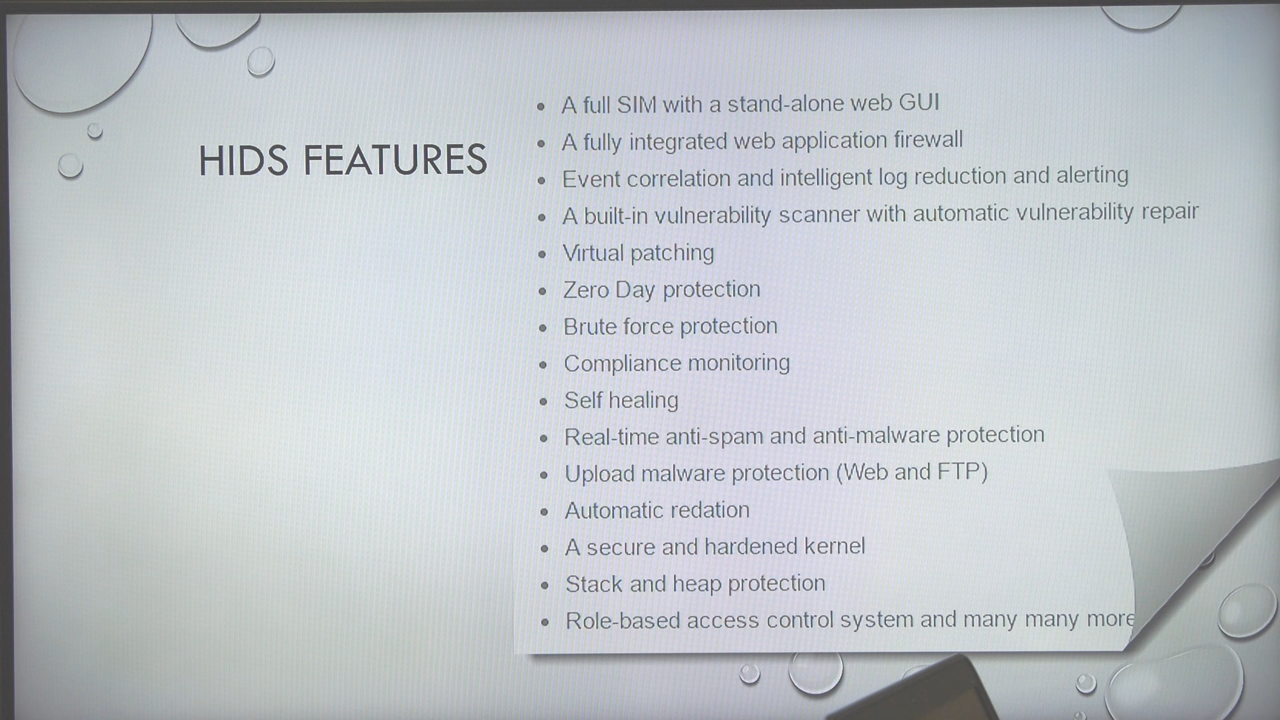 HIDS FEATURES
A full SIM with a stand-alone web GUI
A fully integrated web application firewall
Event correlation and intelligent log reduction and alerting
A built-in vulnerability scanner with automatic vulnerability repair
Virtual patching
Zero Day protection
Brute force protection
Compliance monitoring
Self healing
Real-time anti-spam and anti-malware protection
Upload malware protection (Web and FTP)
Automatic redation
A secure and hardened kernel
Stack and heap protection
Role-based access control system and many many more